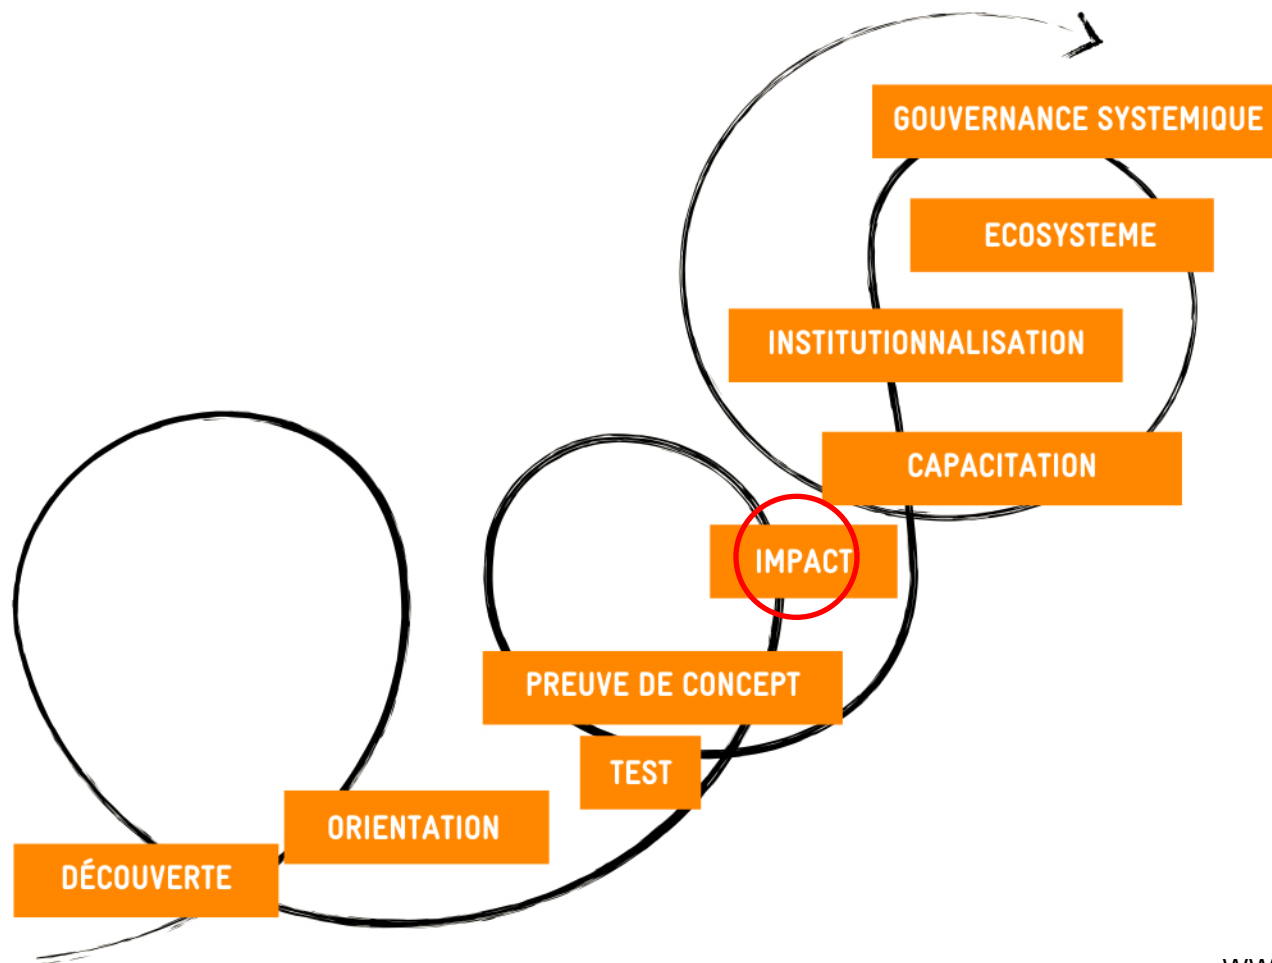 GOUVERNANCE SYSTEMIQUE
ECOSYSTEME
INSTITUTIONNALISATION
CAPACITATION
IMPACT
PREUVE DE CONCEPT
TEST
ORIENTATION
DÉCOUVERTE